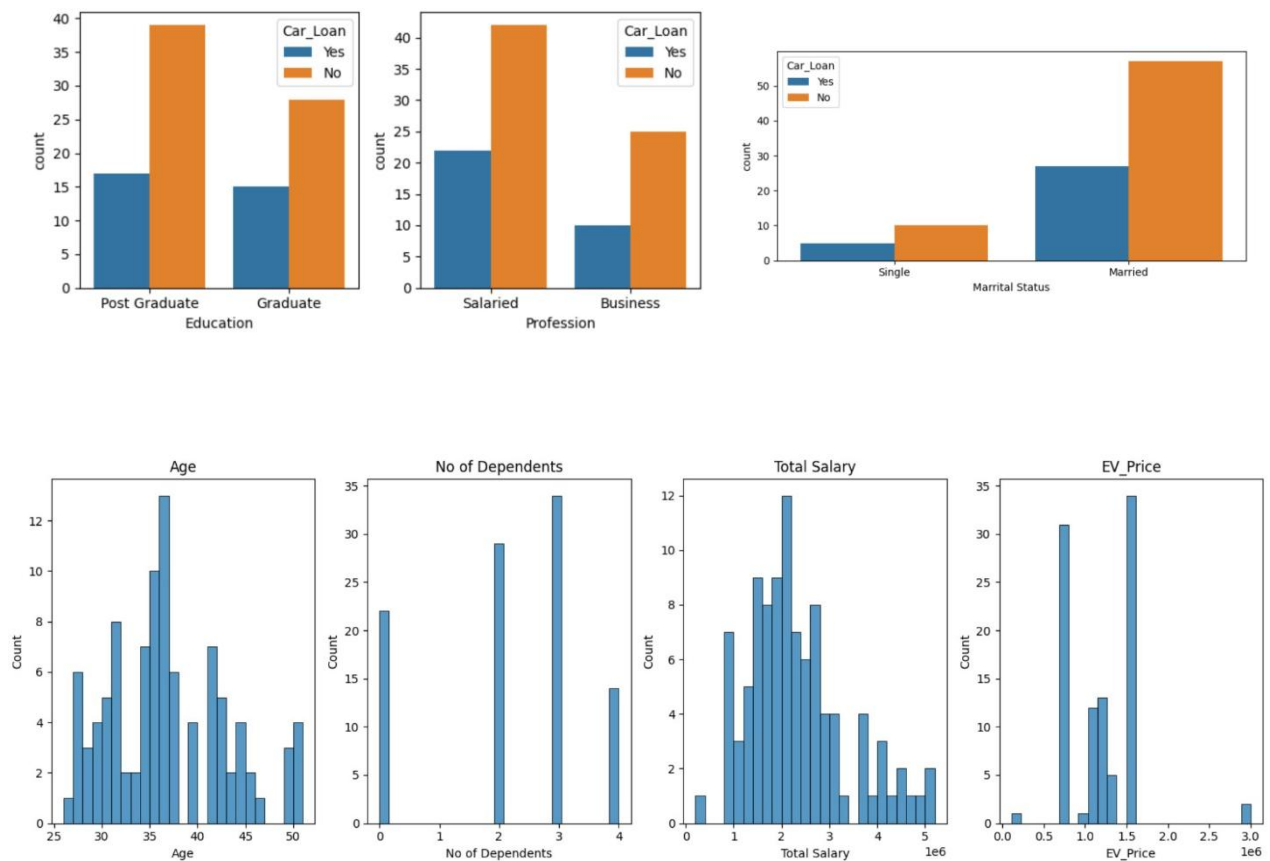 Car_Loan
Yes
No
40
35
30
25
20
15
10
5
0
count
Post Graduate Graduate
Education
Car_Loan
Yes
No
40
35
30
25
20
15
10
5
0
count
Salaried Business
Profession
Car_Loan
Yes
No
50
40
30
20
10
0
count
Single Married
Marrital Status
Age
12
10
8
6
4
2
0
Count
25 30 35 40 45 50
Age
No of Dependents
35
30
25
20
15
10
5
0
Count
0 1 2 3 4
No of Dependents
Total Salary
12
10
8
6
4
2
0
Count
0 1 2 3 4 5
1e6
Total Salary
EV_Price
35
30
25
20
15
10
5
0
Count
0.0 0.5 1.0 1.5 2.0 2.5 3.0
1e6
EV_Price